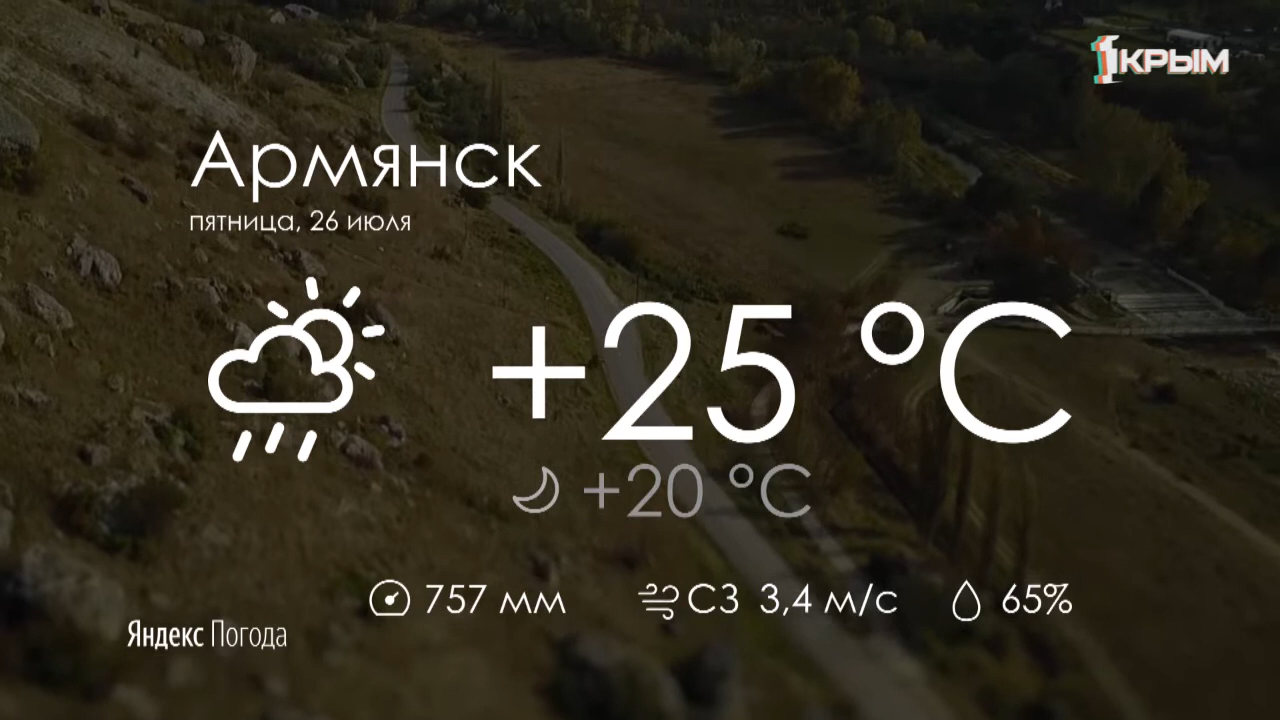 1КРЫМ
Армянск
пятница, 26 июля
+25 °C
+20 °C
757 мм
СЗ 3,4 м/с
65%
Яндекс Погода